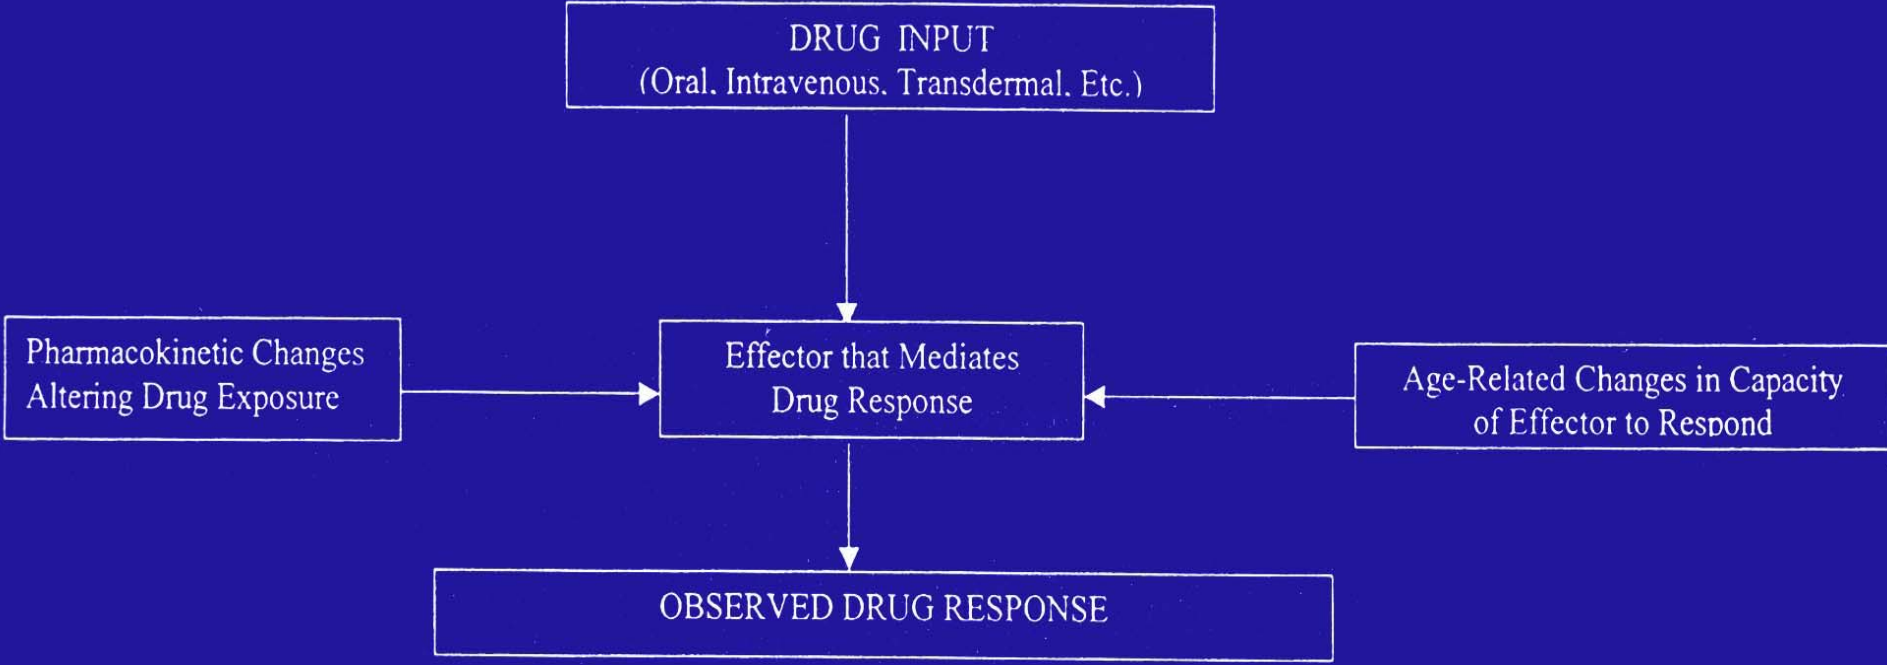 DRUG INPUT
(Oral, Intravenous, Transdermal, Etc.)
Pharmacokinetic Changes
Altering Drug Exposure
Effector that Mediates
Drug Response
Age-Related Changes in Capacity
of Effector to Respond
OBSERVED DRUG RESPONSE